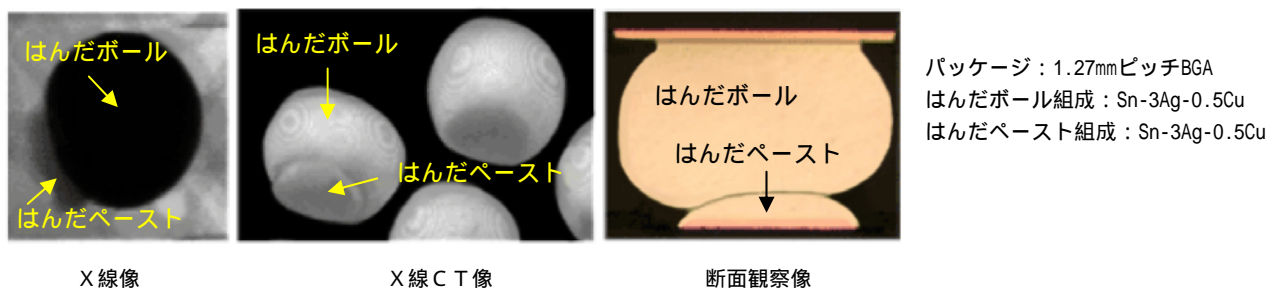 はんだボール
はんだペースト
はんだボール
はんだペースト
はんだボール
はんだペースト
パッケージ：1.27mmピッチBGA
はんだボール組成：Sn-3Ag-0.5Cu
はんだペースト組成：Sn-3Ag-0.5Cu
X線像
X線CT像
断面観察像